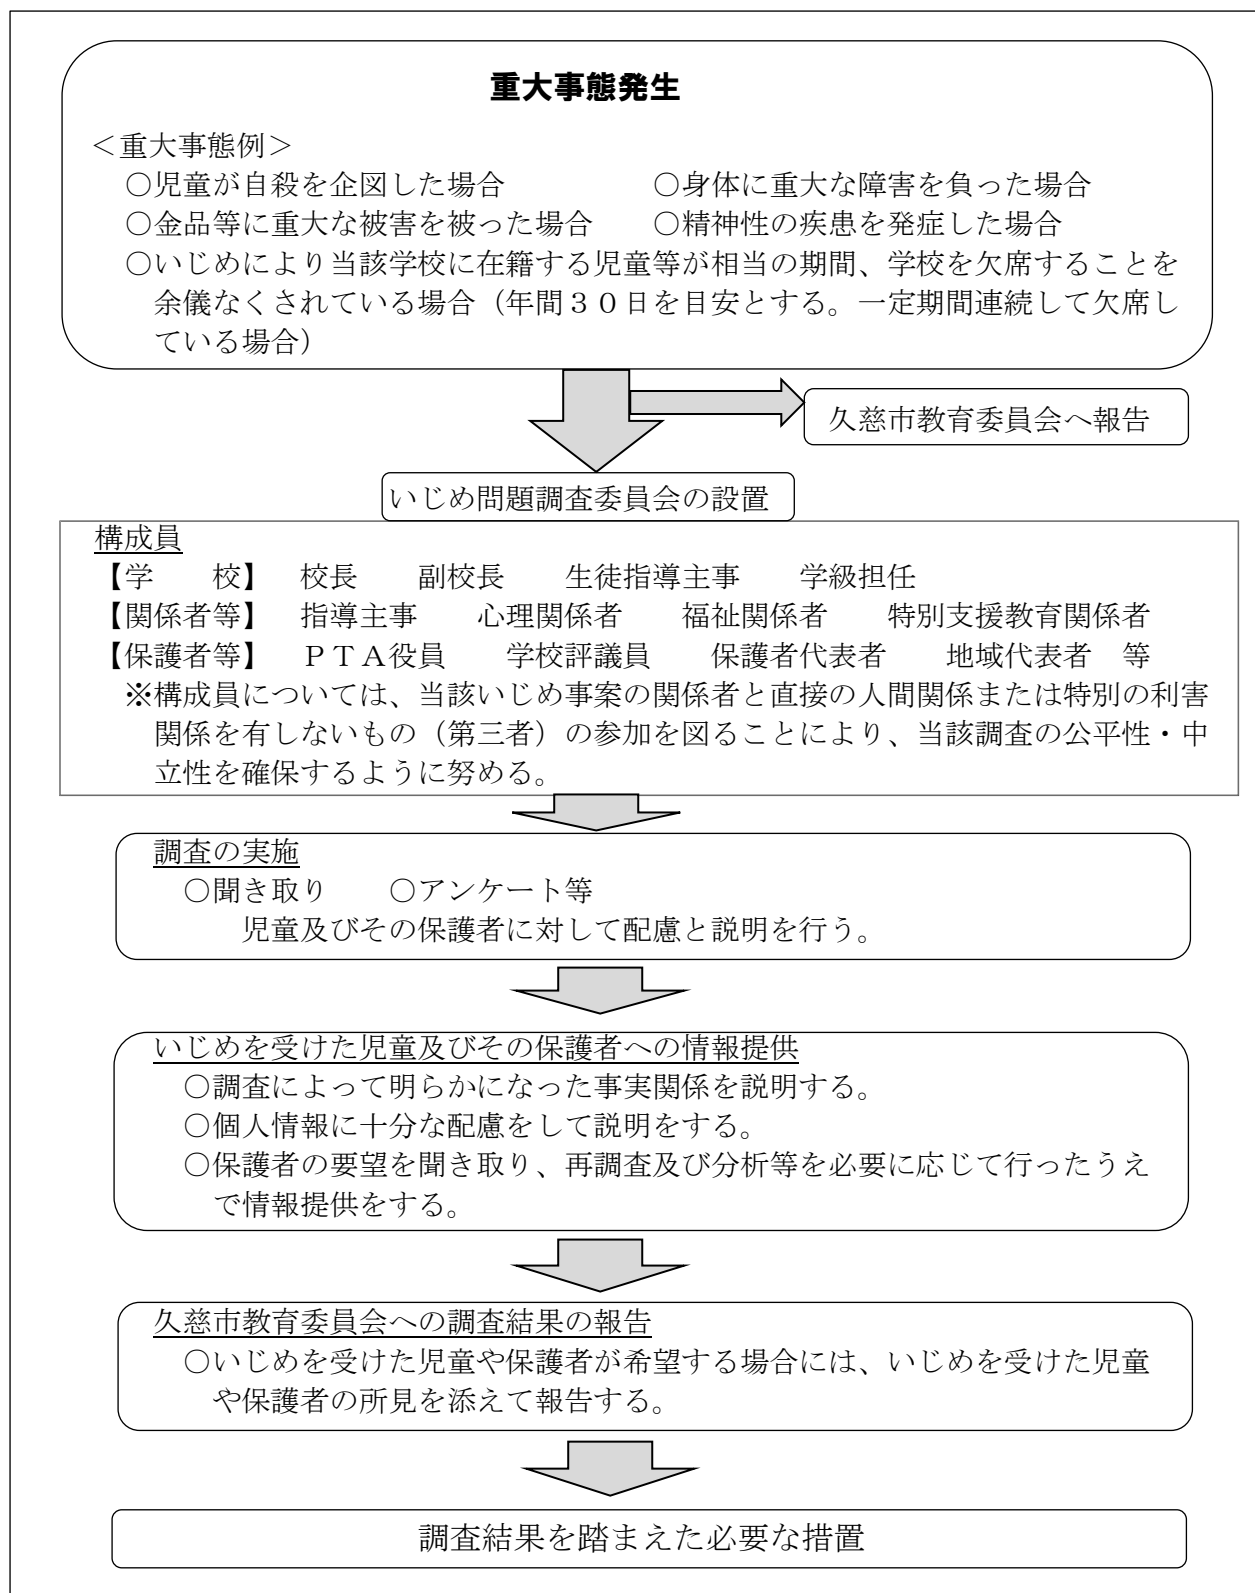 重大事態発生
＜重大事態例＞
○児童が自殺を企図した場合　　　　　○身体に重大な障害を負った場合
○金品等に重大な被害を被った場合　　○精神性の疾患を発症した場合
○いじめにより当該学校に在籍する児童等が相当の期間、学校を欠席することを
余儀なくされている場合（年間３０日を目安とする。一定期間連続して欠席し
ている場合）
久慈市教育委員会へ報告
いじめ問題調査委員会の設置
構成員
【学　　校】　校長　　副校長　　生徒指導主事　　学級担任
【関係者等】　指導主事　　心理関係者　　福祉関係者　　特別支援教育関係者
【保護者等】　ＰＴＡ役員　　学校評議員　　保護者代表者　　地域代表者　等
※構成員については、当該いじめ事案の関係者と直接の人間関係または特別の利害
関係を有しないもの（第三者）の参加を図ることにより、当該調査の公平性・中
立性を確保するように努める。
調査の実施
○聞き取り　　○アンケート等
児童及びその保護者に対して配慮と説明を行う。
いじめを受けた児童及びその保護者への情報提供
○調査によって明らかになった事実関係を説明する。
○個人情報に十分な配慮をして説明をする。
○保護者の要望を聞き取り、再調査及び分析等を必要に応じて行ったうえ
で情報提供をする。
久慈市教育委員会への調査結果の報告
○いじめを受けた児童や保護者が希望する場合には、いじめを受けた児童
や保護者の所見を添えて報告する。
調査結果を踏まえた必要な措置